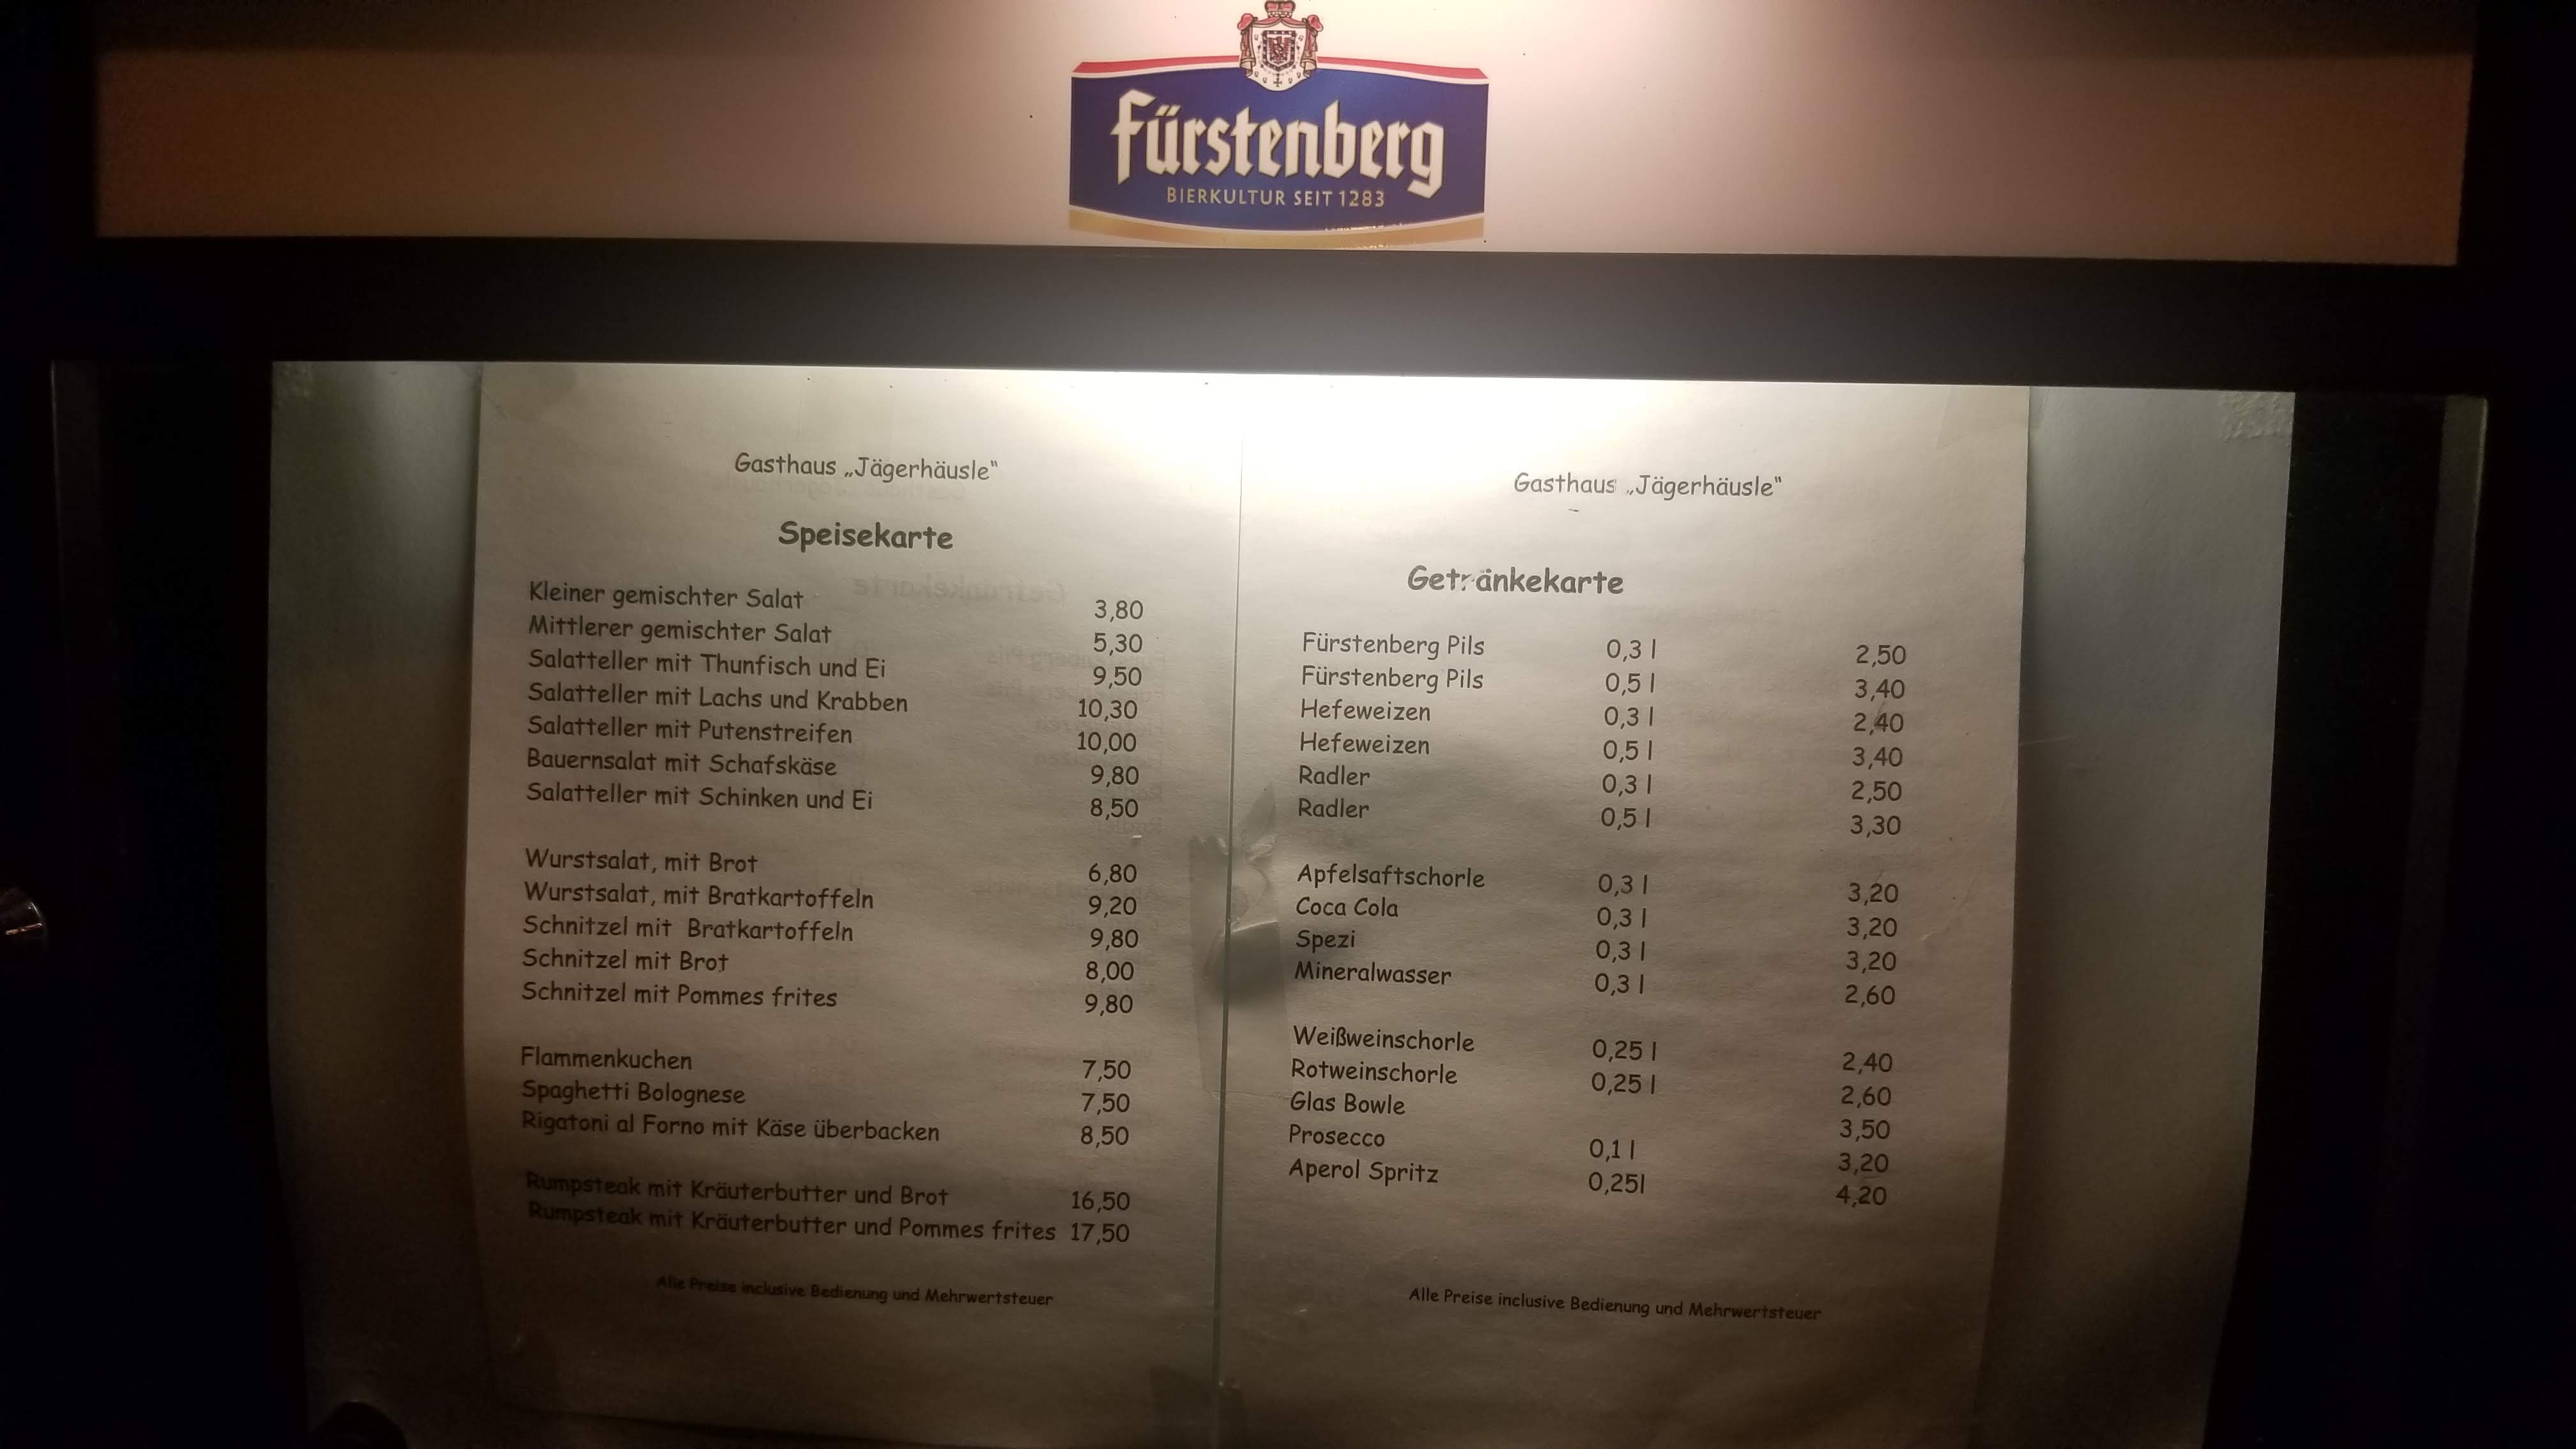 Fürstenberg
BIERKULTUR SEIT 1283
Gasthaus „Jägerhäusle“
Speisekarte
Kleiner gemischter Salat 3,80
Mittlerer gemischter Salat 5,30
Salatteller mit Thunfisch und Ei 9,50
Salatteller mit Lachs und Krabben 10,30
Salatteller mit Putenstreifen 10,00
Bauernsalat mit Schafskäse 9,80
Salatteller mit Schinken und Ei 8,50
Wurstsalat, mit Brot 6,80
Wurstsalat, mit Bratkartoffeln 9,20
Schnitzel mit Bratkartoffeln 9,80
Schnitzel mit Brot 8,00
Schnitzel mit Pommes frites 9,80
Flammenkuchen 7,50
Spaghetti Bolognese 7,50
Rigatoni al Forno mit Käse überbacken 8,50
Rumpsteak mit Kräuterbutter und Brot 16,50
Rumpsteak mit Kräuterbutter und Pommes frites 17,50
Alle Preise inclusive Bedienung und Mehrwertsteuer
Gasthaus „Jägerhäusle“
Getränkekarte
Fürstenberg Pils 0,3 l 2,50
Fürstenberg Pils 0,5 l 3,40
Hefeweizen 0,3 l 2,40
Hefeweizen 0,5 l 3,40
Radler 0,3 l 2,50
Radler 0,5 l 3,30
Apfelsaftschorle 0,3 l 3,20
Coca Cola 0,3 l 3,20
Spezi 0,3 l 3,20
Mineralwasser 0,3 l 2,60
Weißweinschorle 0,25 l 2,40
Rotweinschorle 0,25 l 2,60
Glas Bowle 3,50
Prosecco 0,1 l 3,20
Aperol Spritz 0,25l 4,20
Alle Preise inclusive Bedienung und Mehrwertsteuer